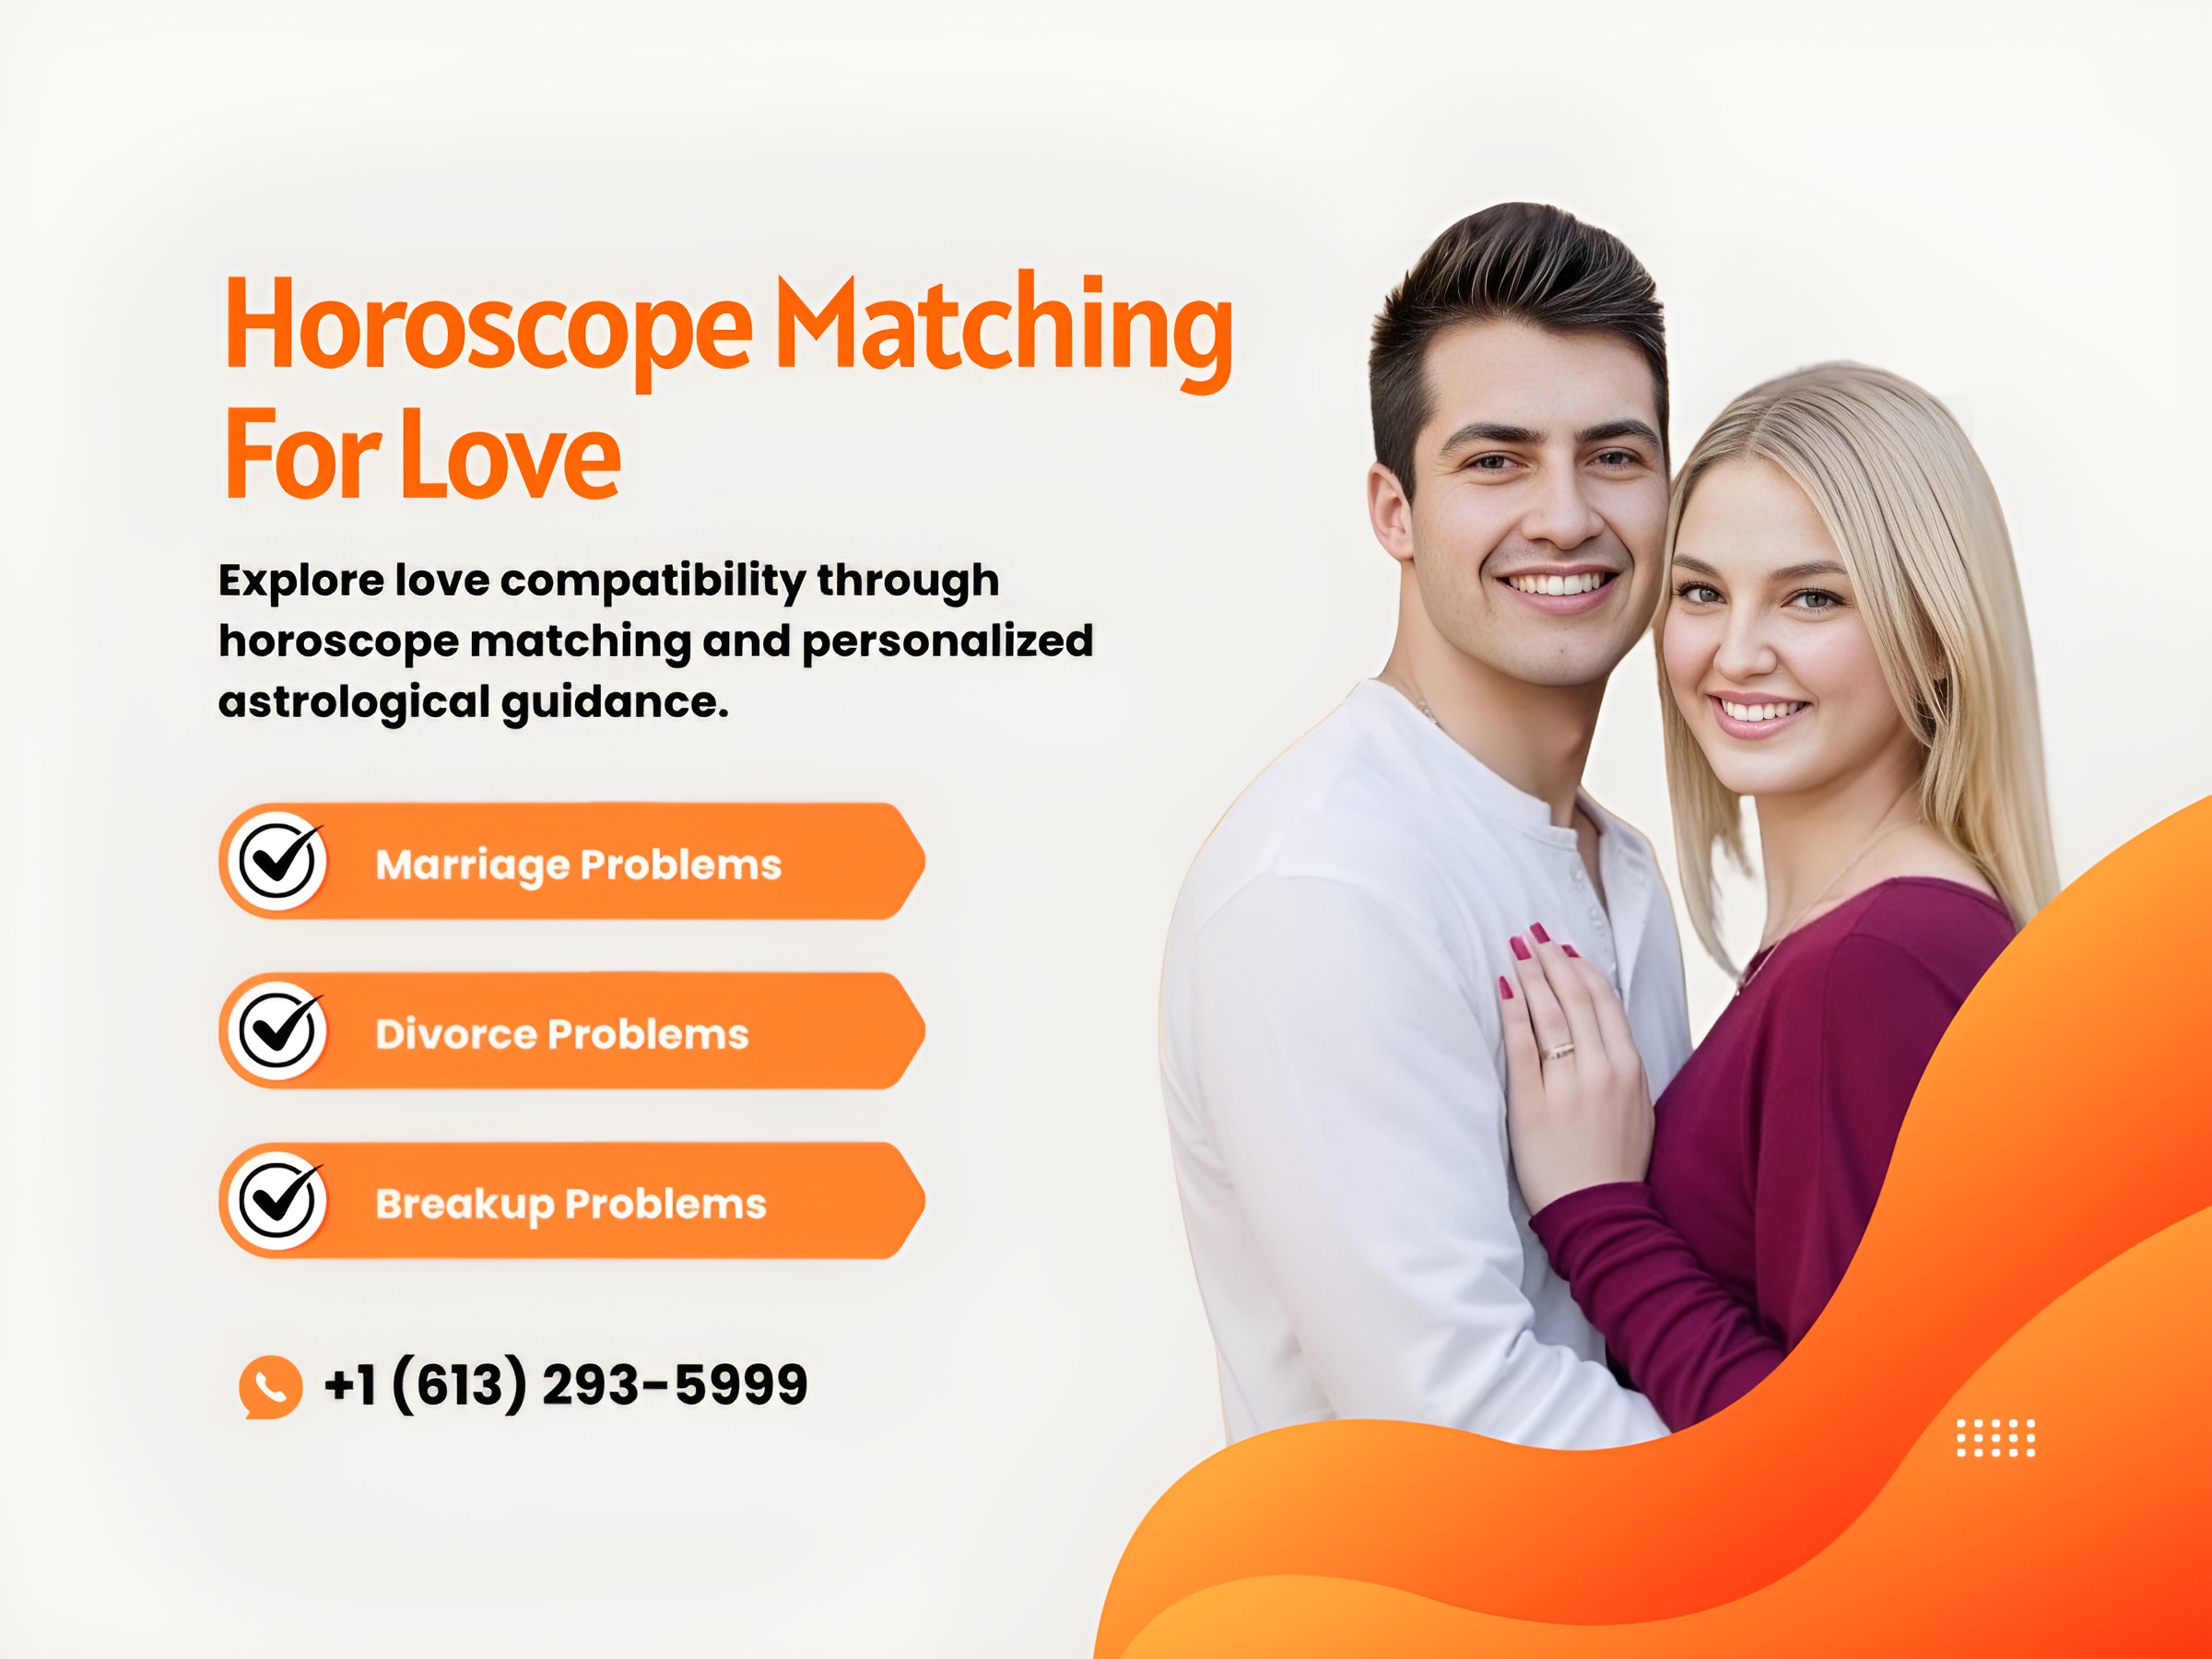 Horoscope Matching
For Love
Explore love compatibility through
horoscope matching and personalized
astrological guidance.
Marriage Problems
Divorce Problems
Breakup Problems
+1 (613) 293-5999